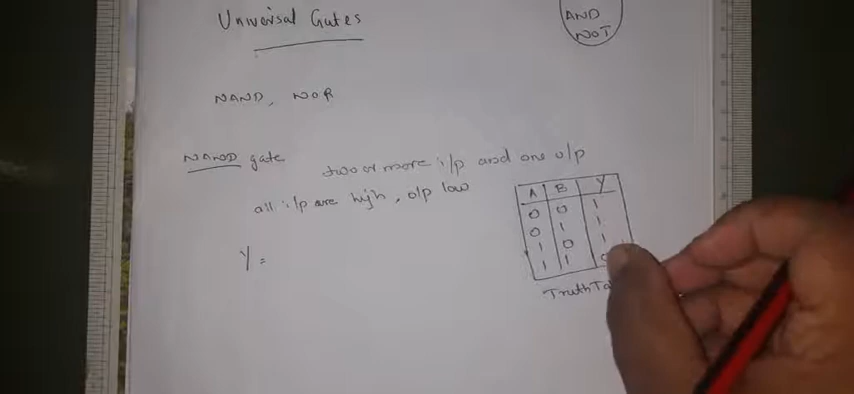 Universal Gates
AND
NOT
NAND, NOR
NAND gate
two or more i/p and one o/p
all i/p are high, o/p low
A B Y
0 0 1
0 1 1
1 0 1
1 1 0
Y =
Truth